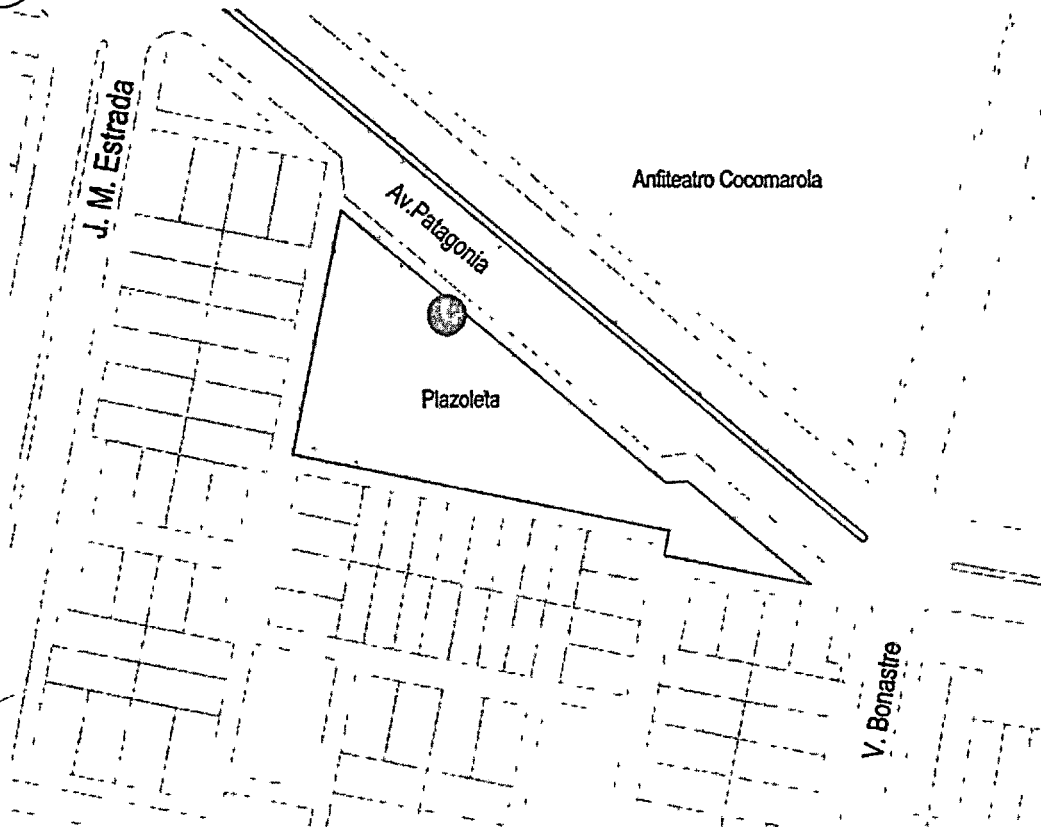 J. M. Estrada
Anfiteatro Cocomarola
Av.Patagonia
Plazoleta
V. Bonastre